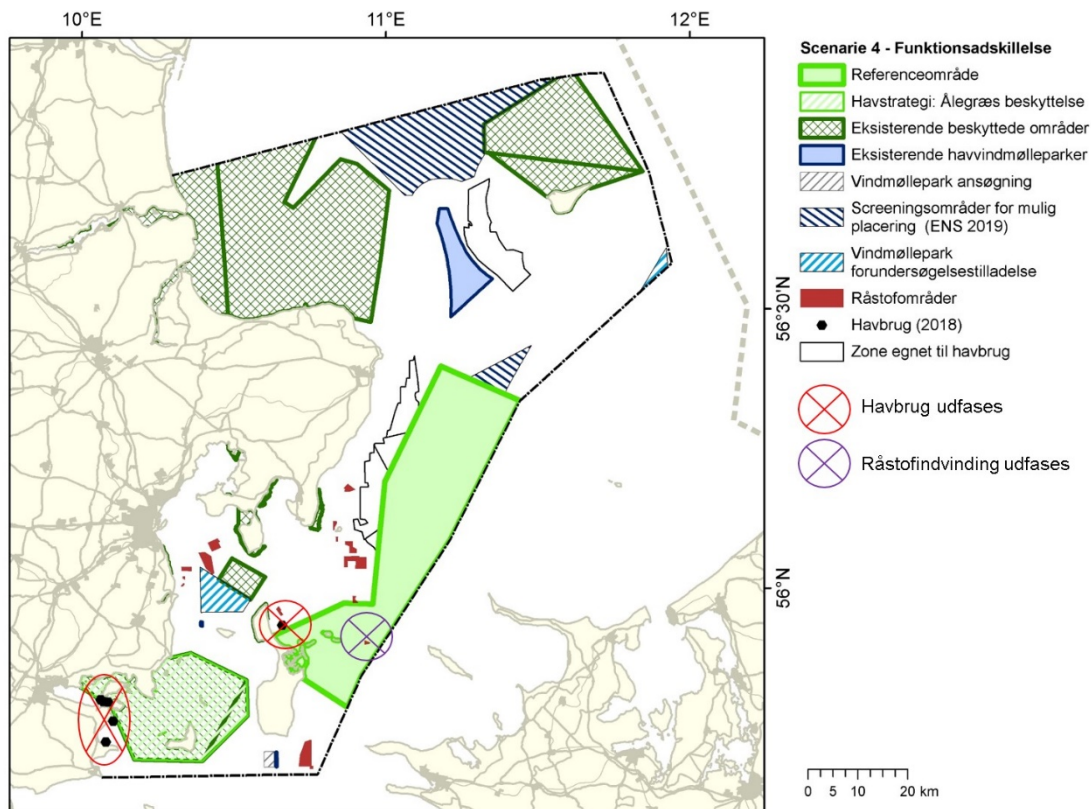 10°E
11°E
12°E
56°30'N
56°N
Scenarie 4 - Funktionsadskillelse
Referenceområde
Havstrategi: Ålegræs beskyttelse
Eksisterende beskyttede områder
Eksisterende havvindmølleparker
Vindmøllepark ansøgning
Screeningsområder for mulig
placering (ENS 2019)
Vindmøllepark
forundersøgelsestilladelse
Råstofområder
Havbrug (2018)
Zone egnet til havbrug
Havbrug udfases
Råstofindvinding udfases
0 5 10 20 km